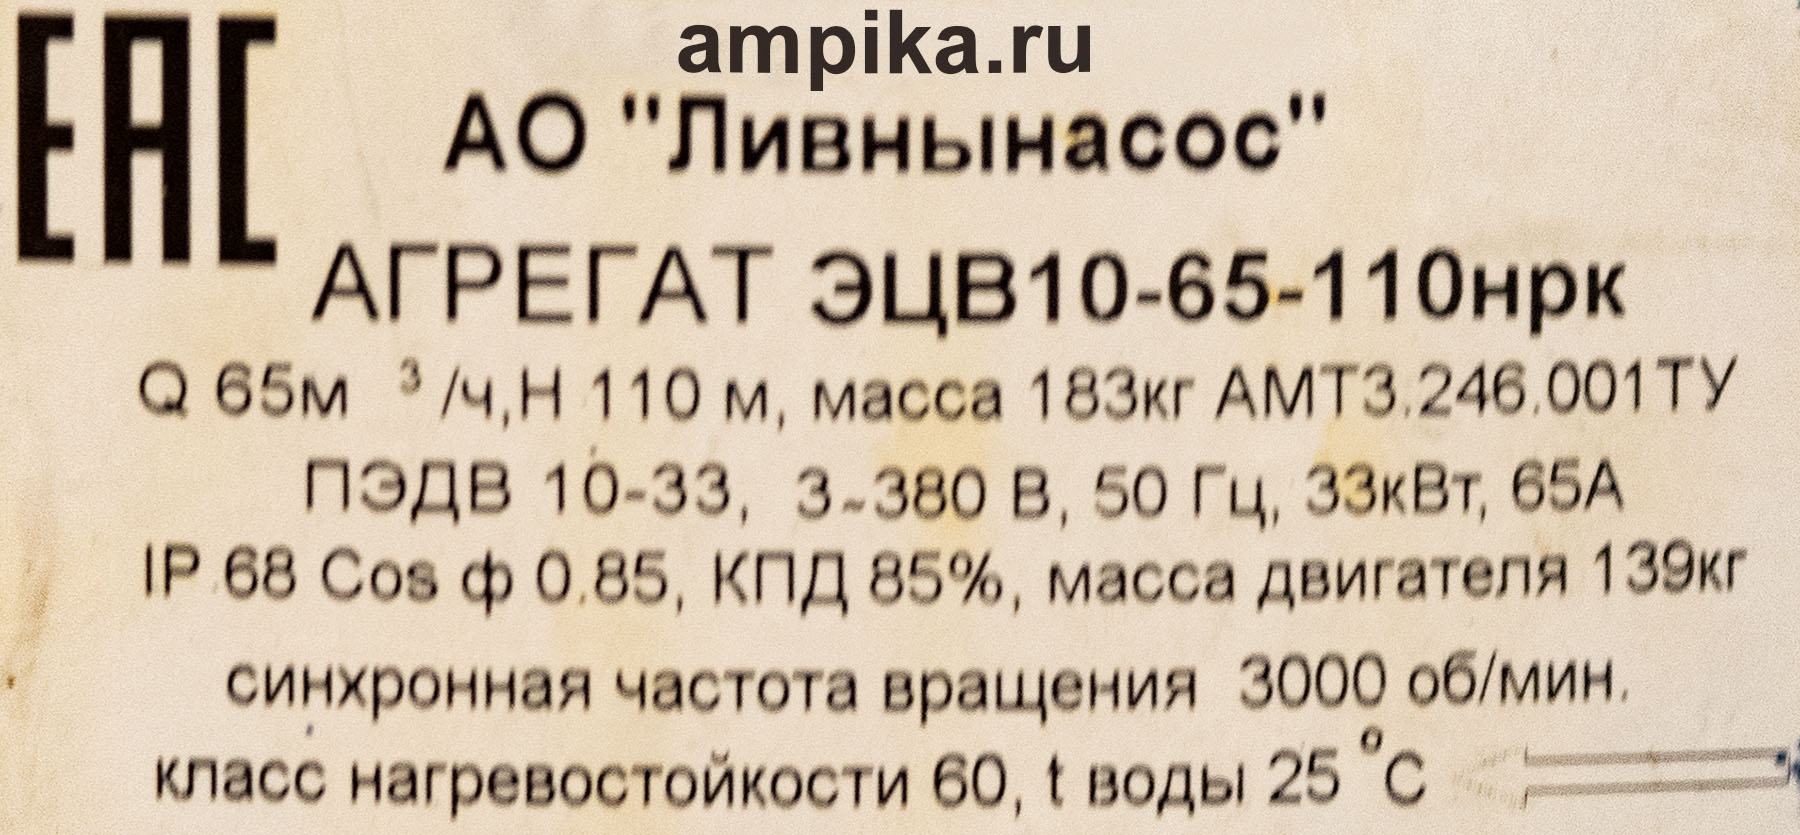 ampika.ru
ЕАС
АО "Ливнынасос"
АГРЕГАТ ЭЦВ10-65-110нрк
Q 65м ³ /ч,Н 110 м, масса 183кг АМТ3.246.001ТУ
ПЭДВ 10-33, 3~380 В, 50 Гц, 33кВт, 65А
IP 68 Cos ф 0.85, КПД 85%, масса двигателя 139кг
синхронная частота вращения 3000 об/мин.
класс нагревостойкости 60, t воды 25 °С